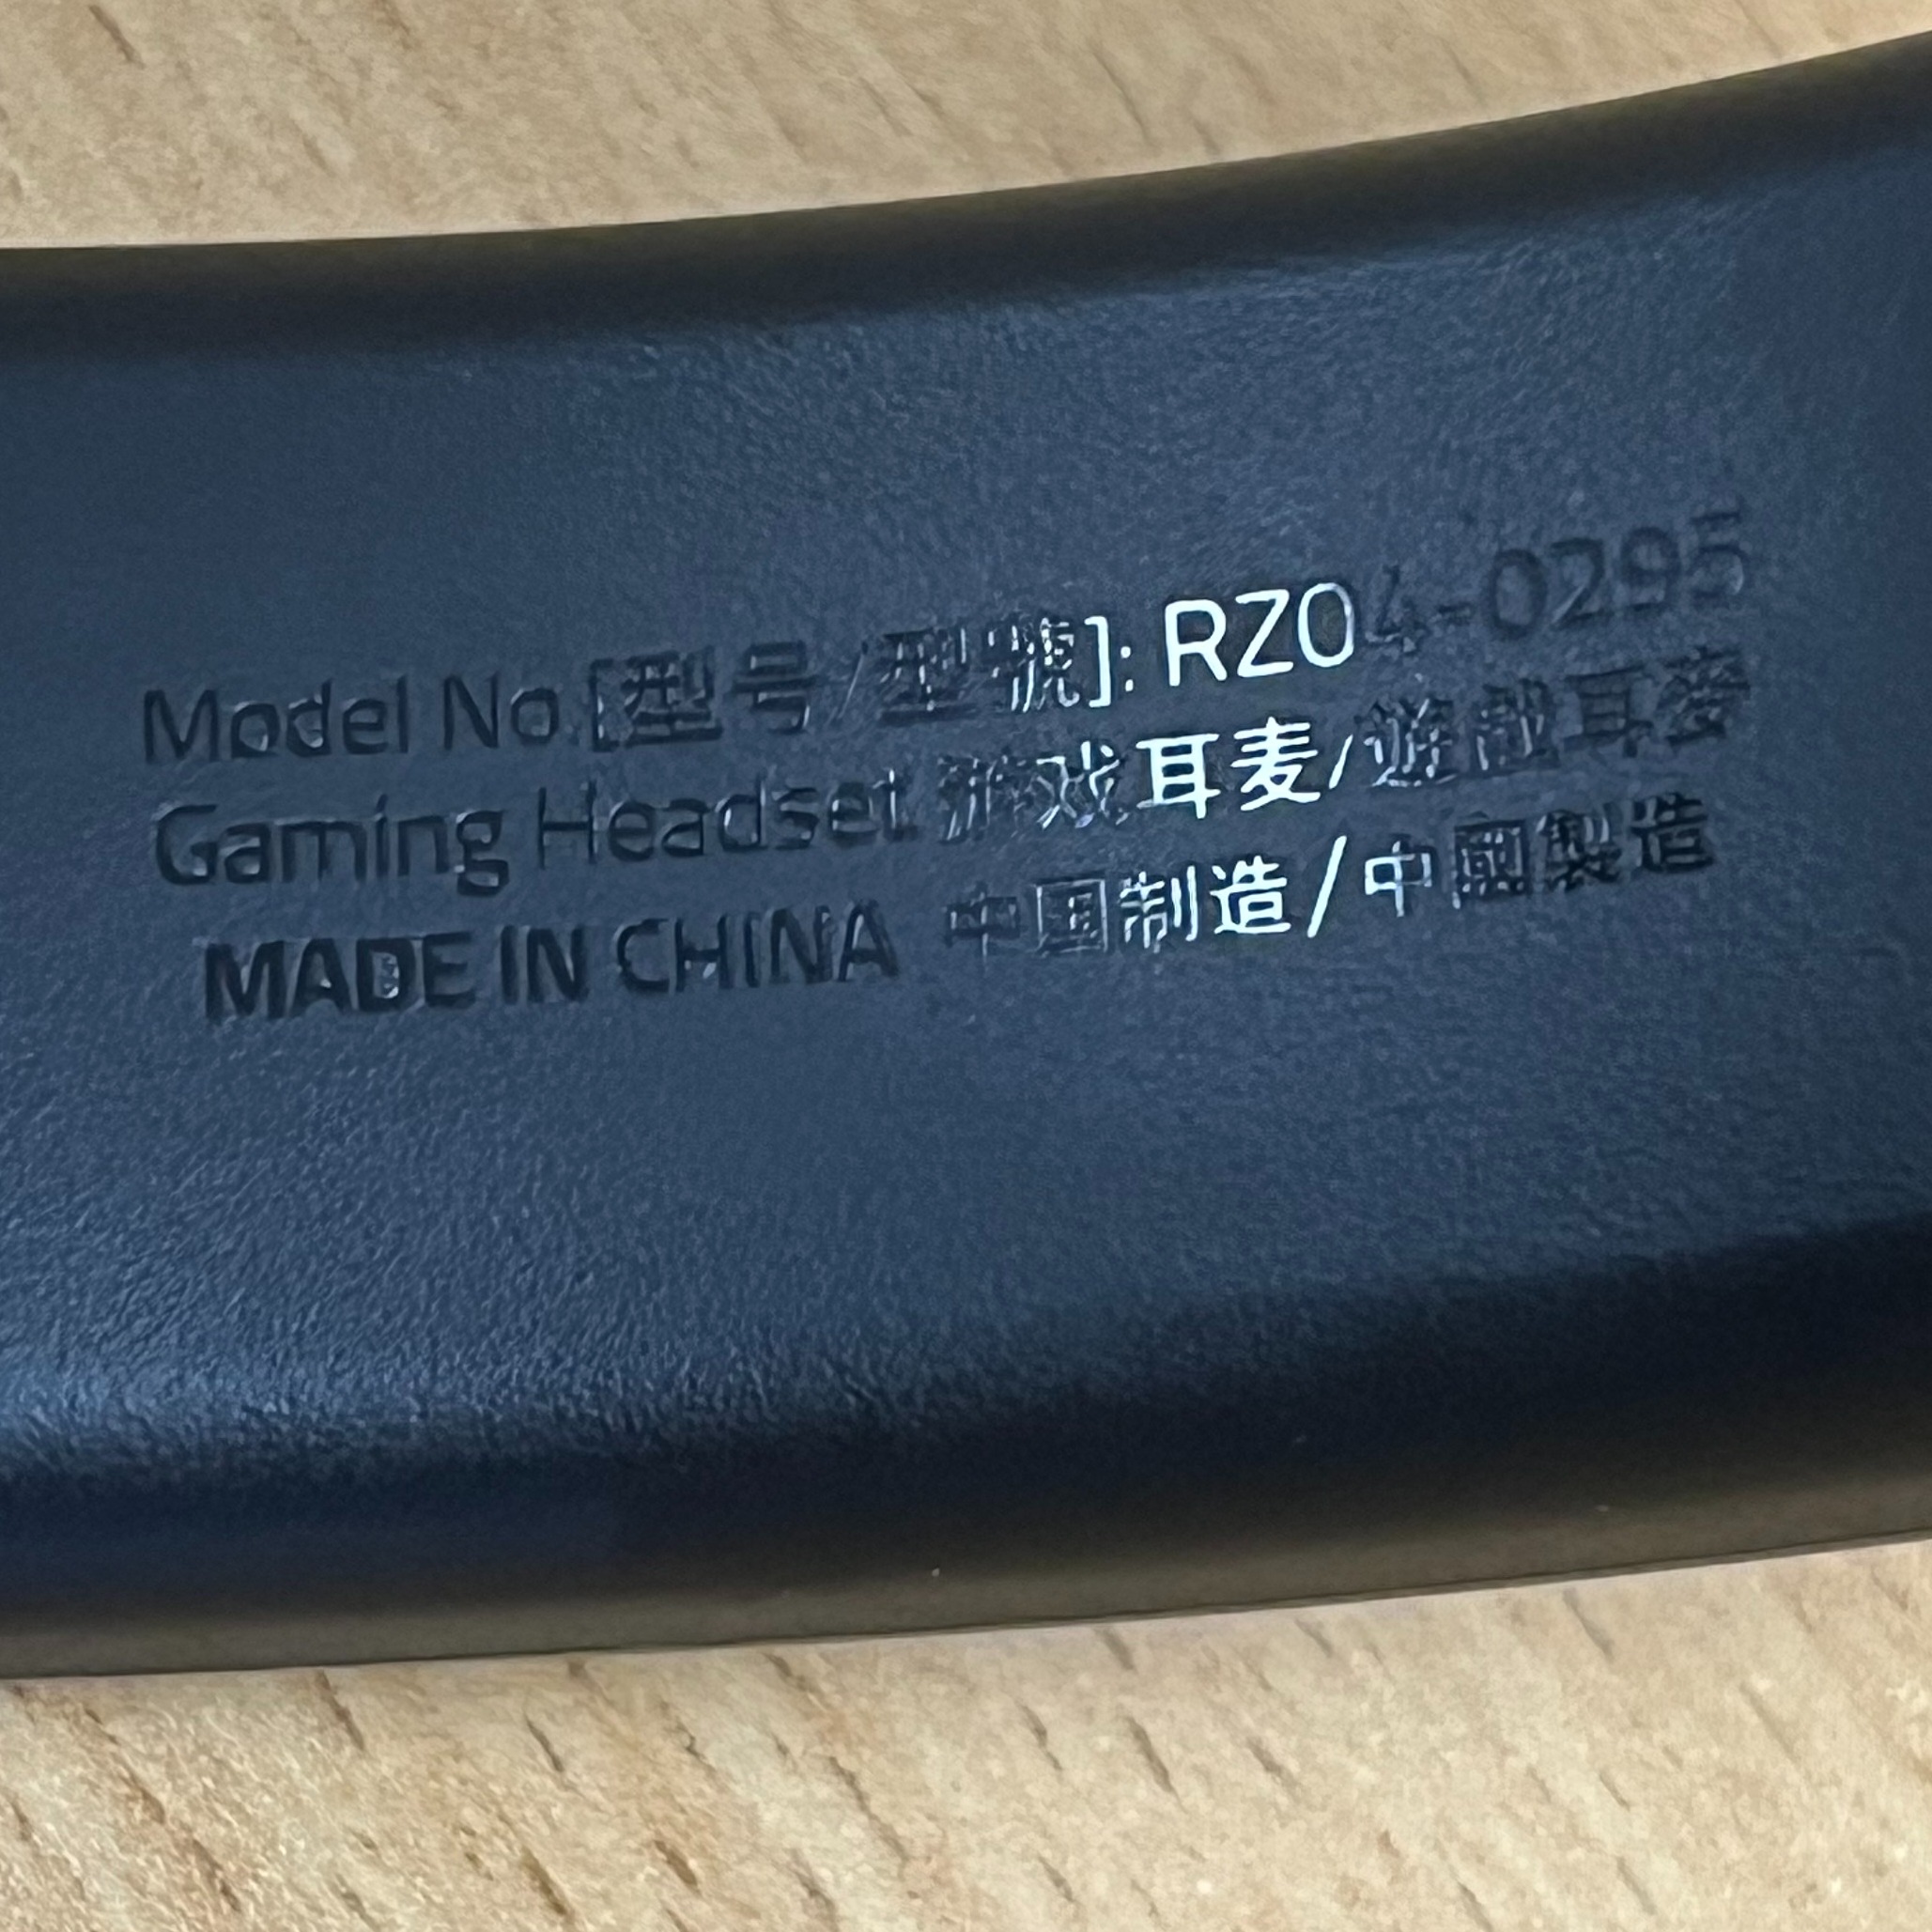 Model No.[型号/型號]: RZ04-0295
Gaming Headset 游戏耳麦/遊戲耳麥
MADE IN CHINA 中国制造/中國製造